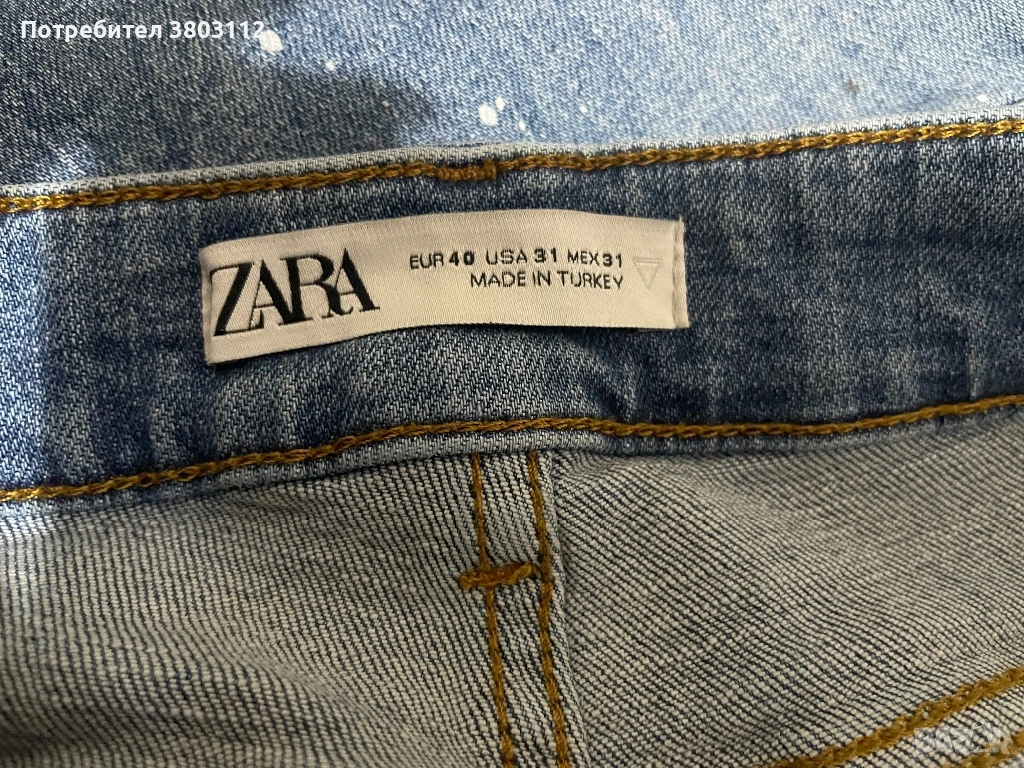 Потребител 3803112
ZARA
EUR 40 USA 31 MEX 31
MADE IN TURKEY